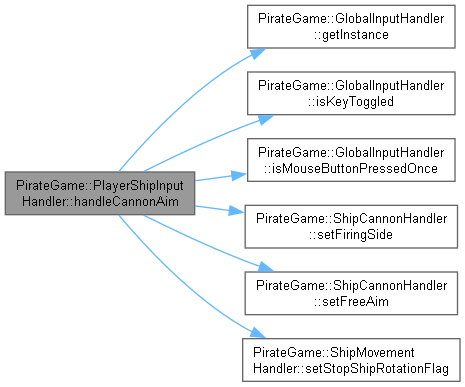 PirateGame::GlobalInputHandler
::getInstance
PirateGame::GlobalInputHandler
::isKeyToggled
PirateGame::PlayerShipInput
Handler::handleCannonAim
PirateGame::GlobalInputHandler
::isMouseButtonPressedOnce
PirateGame::ShipCannonHandler
::setFiringSide
PirateGame::ShipCannonHandler
::setFreeAim
PirateGame::ShipMovement
Handler::setStopShipRotationFlag